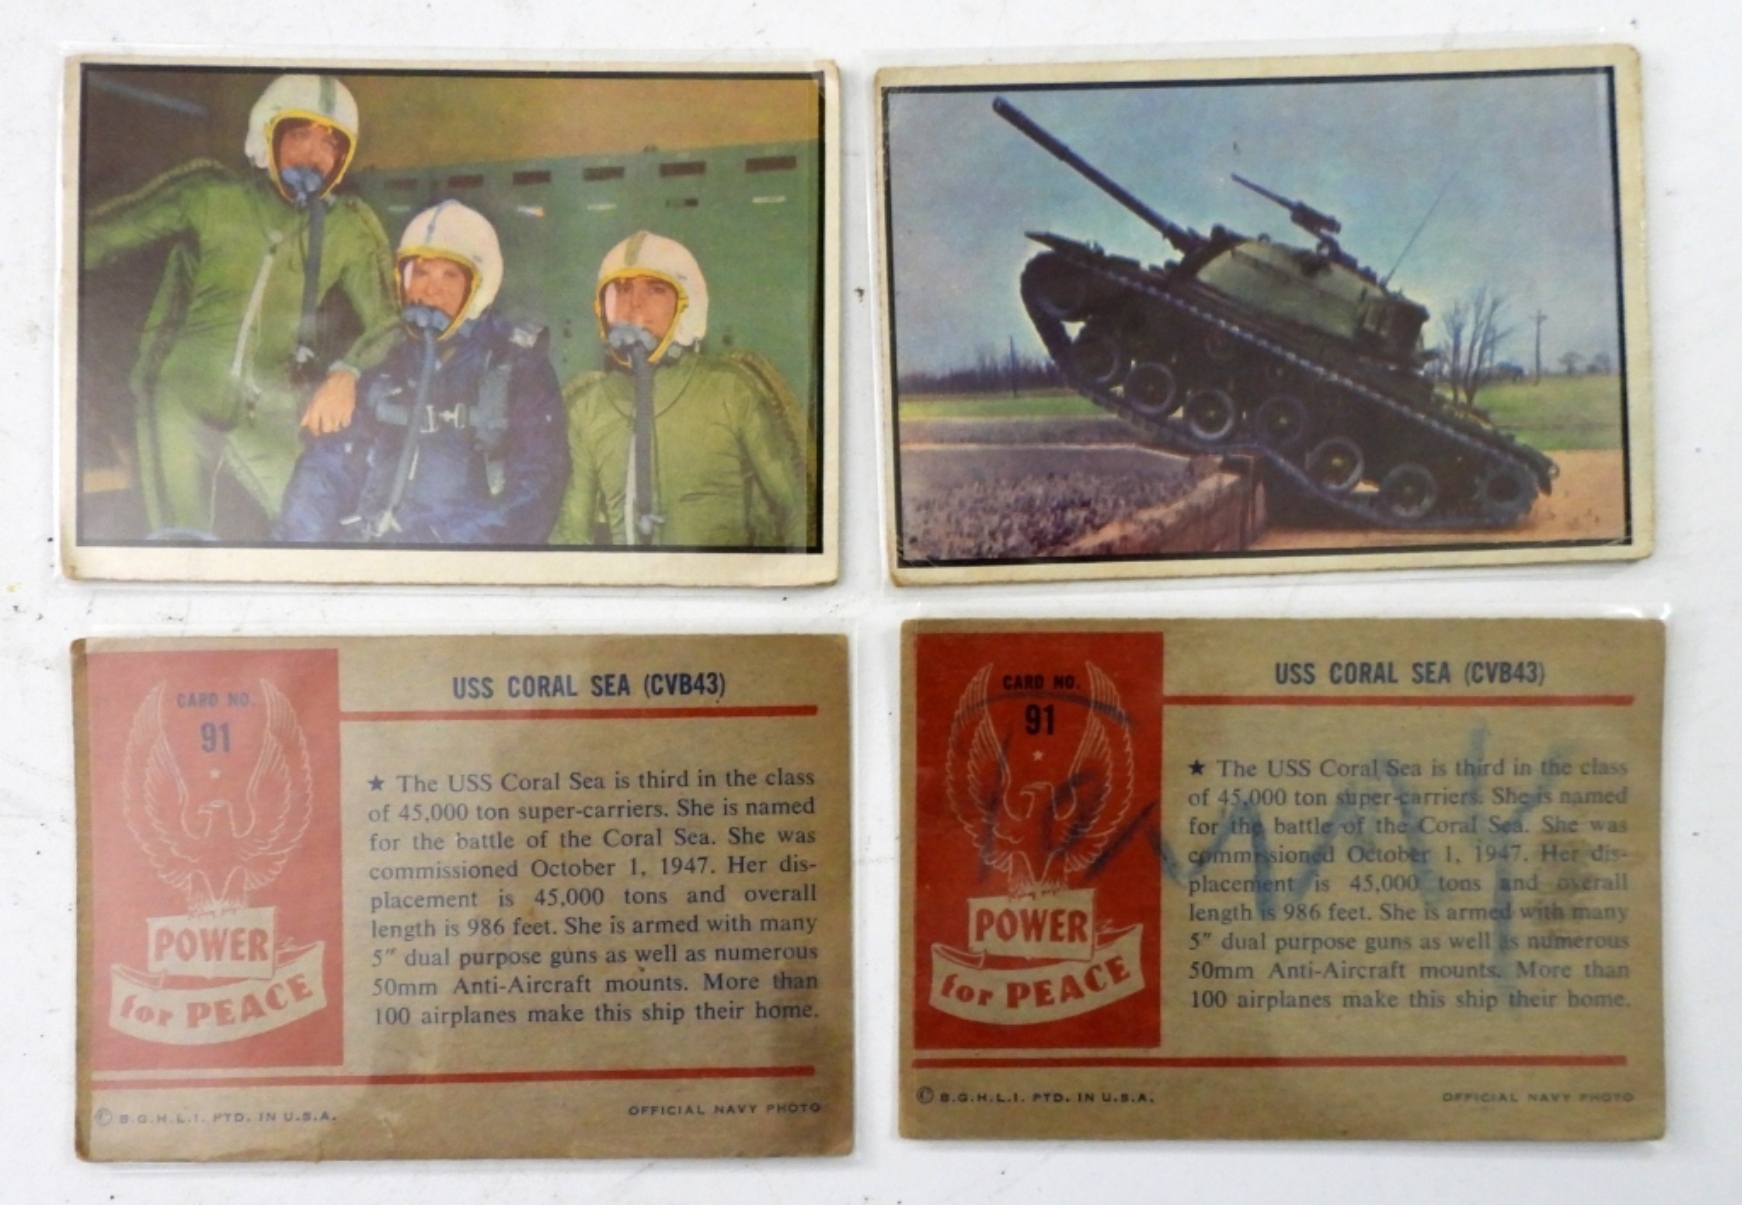 CARD NO.
91
POWER
for PEACE
USS CORAL SEA (CVB43)
★ The USS Coral Sea is third in the class
of 45,000 ton super-carriers. She is named
for the battle of the Coral Sea. She was
commissioned October 1, 1947. Her dis-
placement is 45,000 tons and overall
length is 986 feet. She is armed with many
5" dual purpose guns as well as numerous
50mm Anti-Aircraft mounts. More than
100 airplanes make this ship their home.
© B.G.H.L.I. PTD. IN U.S.A.
OFFICIAL NAVY PHOTO
CARD NO.
91
POWER
for PEACE
USS CORAL SEA (CVB43)
★ The USS Coral Sea is third in the class
of 45,000 ton super-carriers. She is named
for the battle of the Coral Sea. She was
commissioned October 1, 1947. Her dis-
placement is 45,000 tons and overall
length is 986 feet. She is armed with many
5" dual purpose guns as well as numerous
50mm Anti-Aircraft mounts. More than
100 airplanes make this ship their home.
© B.G.H.L.I. PTD. IN U.S.A.
OFFICIAL NAVY PHOTO